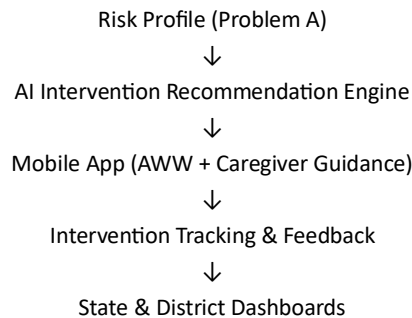 Risk Profile (Problem A)
↓
AI Intervention Recommendation Engine
↓
Mobile App (AWW + Caregiver Guidance)
↓
Intervention Tracking & Feedback
↓
State & District Dashboards